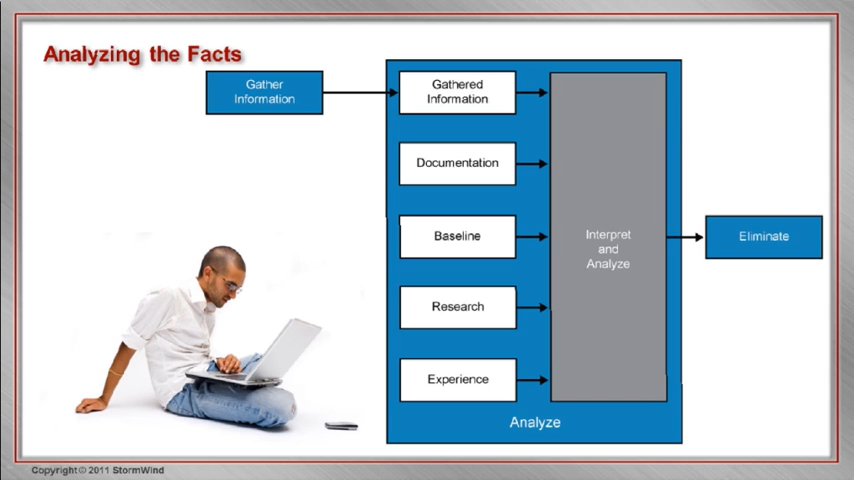 Analyzing the Facts
Gather
Information
Gathered
Information
Documentation
Baseline
Research
Experience
Interpret
and
Analyze
Eliminate
Analyze
Copyright © 2011 StormWind